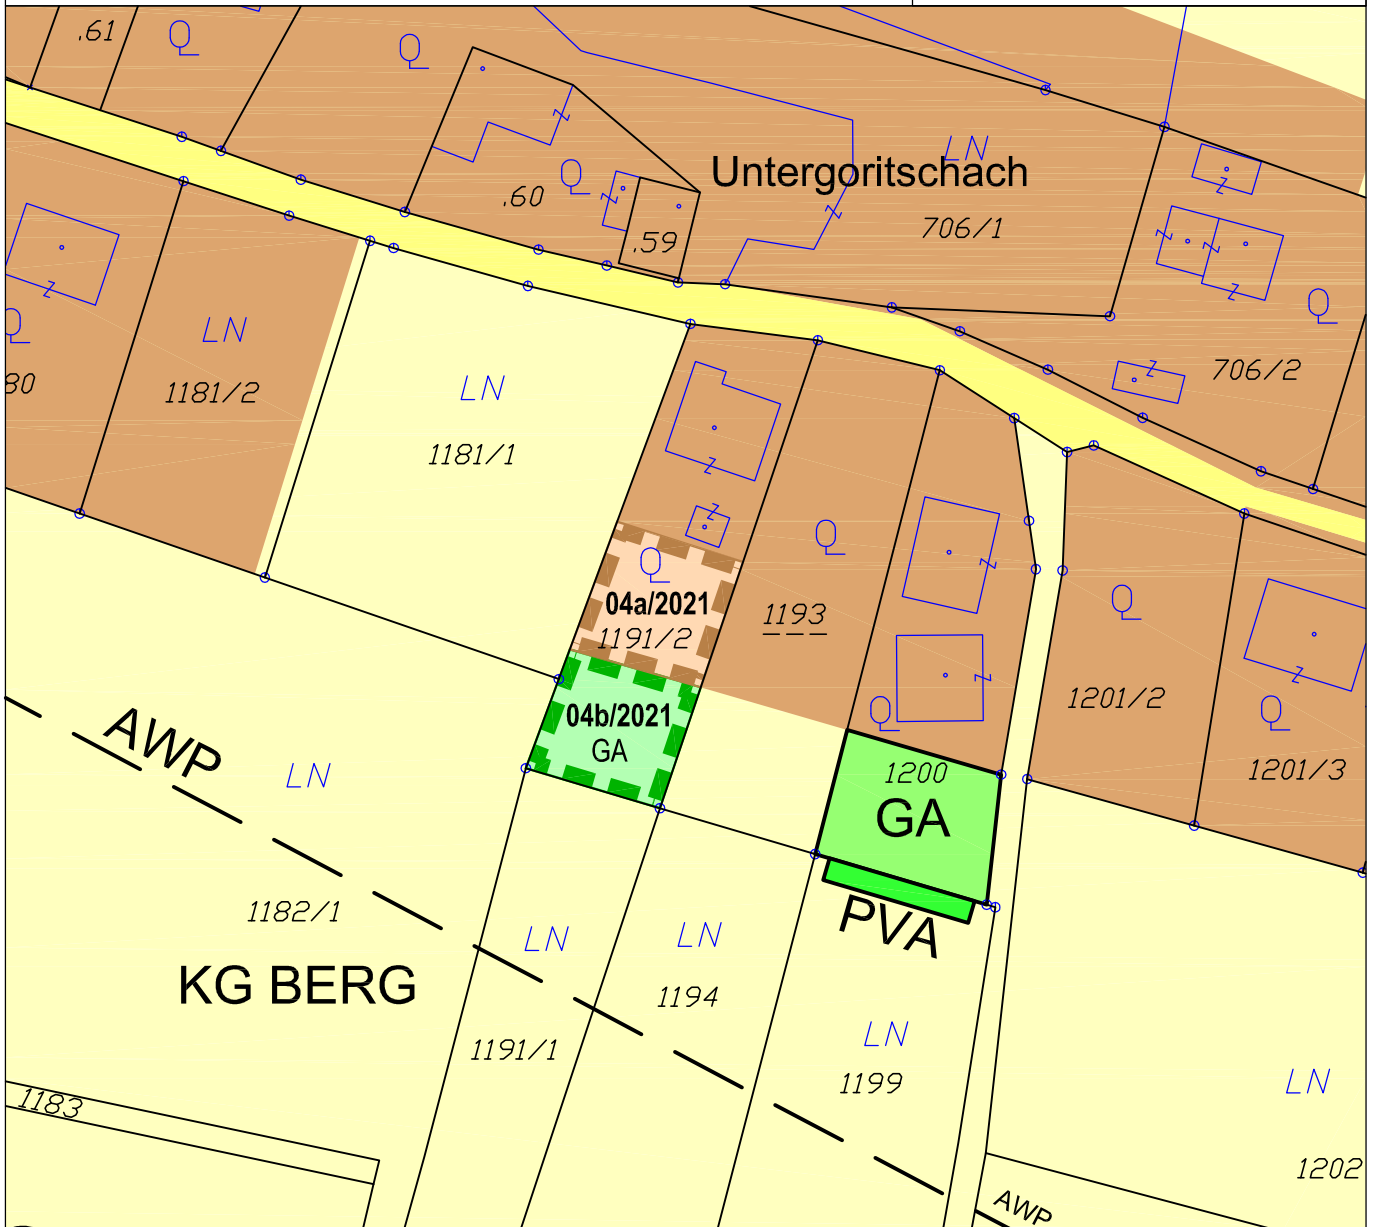 .61
Untergoritschach
LN
.60
.59
706/1
LN
80
1181/2
LN
1181/1
706/2
04a/2021
1191/2
1193
1201/2
04b/2021
GA
AWP
LN
1200
GA
1201/3
PVA
1182/1
LN
LN
KG BERG
1194
1191/1
LN
1199
LN
1183
1202
AWP